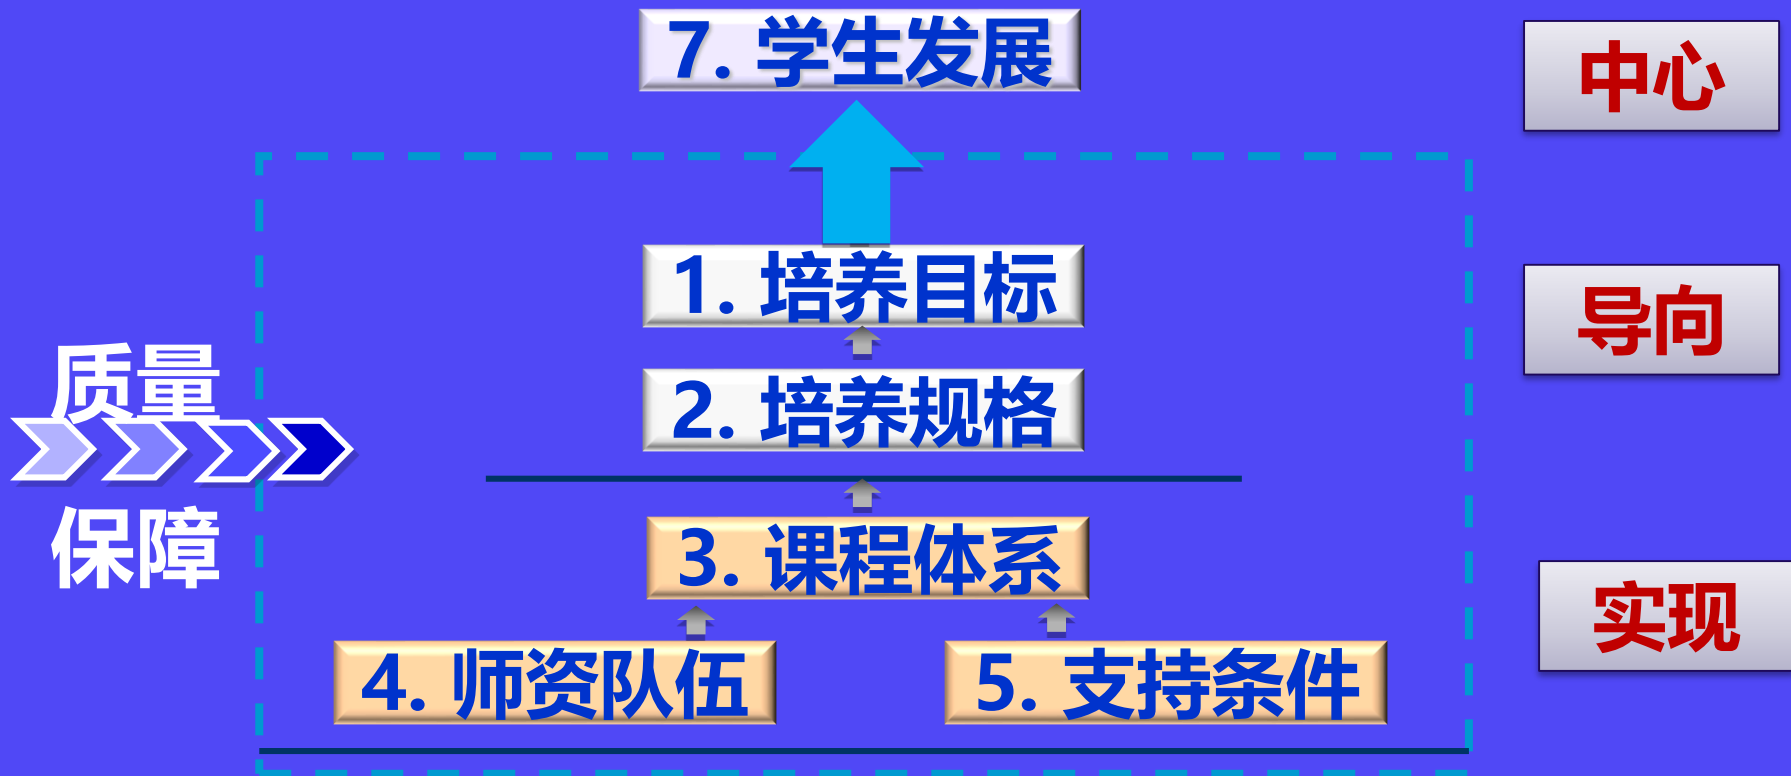 7. 学生发展
中心
1. 培养目标
导向
质量
2. 培养规格
保障
3. 课程体系
实现
4. 师资队伍
5. 支持条件